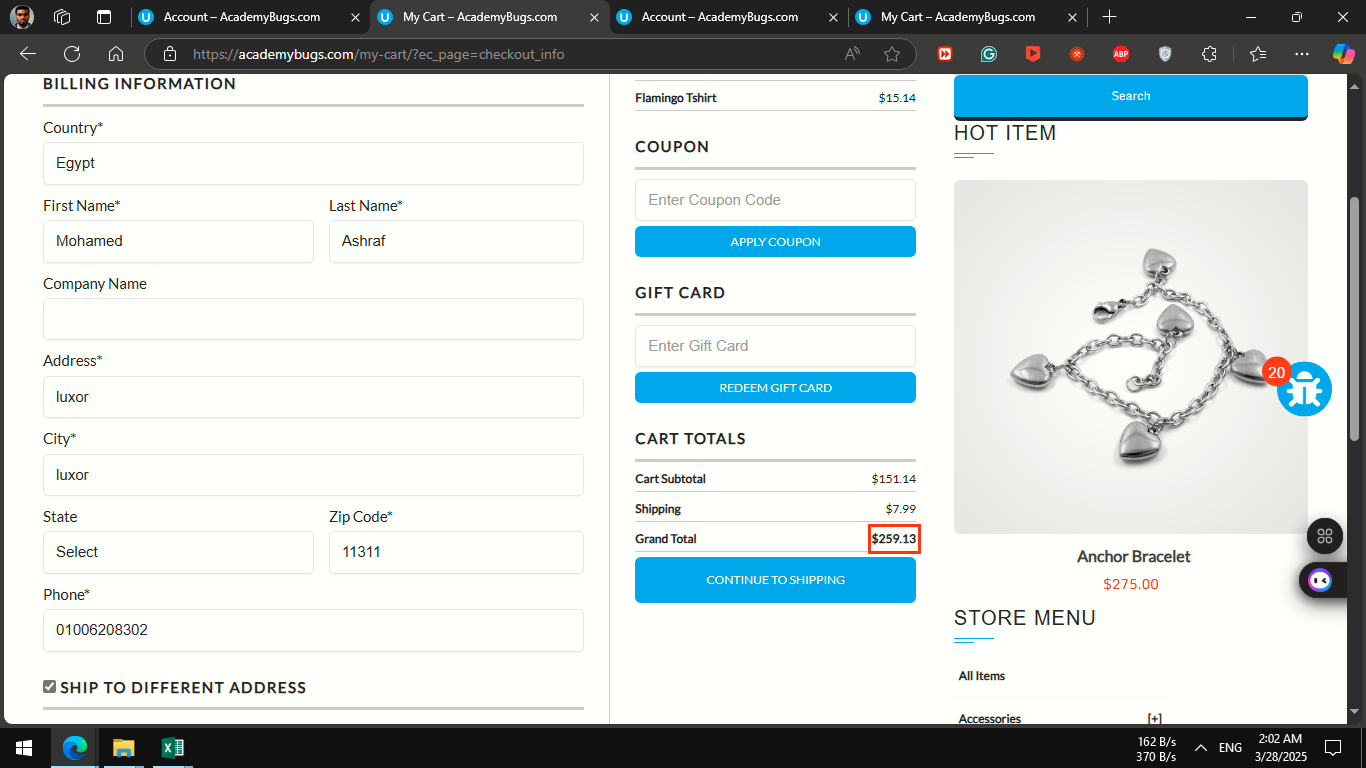 Account – AcademyBugs.com
My Cart – AcademyBugs.com
Account – AcademyBugs.com
My Cart – AcademyBugs.com
https://academybugs.com/my-cart/?ec_page=checkout_info
ABP
BILLING INFORMATION
Country*
Egypt
First Name*
Last Name*
Mohamed
Ashraf
Company Name
Address*
luxor
City*
luxor
State
Zip Code*
Select
11311
Phone*
01006208302
SHIP TO DIFFERENT ADDRESS
Flamingo Tshirt $15.14
COUPON
Enter Coupon Code
APPLY COUPON
GIFT CARD
Enter Gift Card
REDEEM GIFT CARD
CART TOTALS
Cart Subtotal $151.14
Shipping $7.99
Grand Total $259.13
CONTINUE TO SHIPPING
Search
HOT ITEM
20
Anchor Bracelet
$275.00
STORE MENU
All Items
Accessories [+]
162 B/s
370 B/s
ENG
2:02 AM
3/28/2025